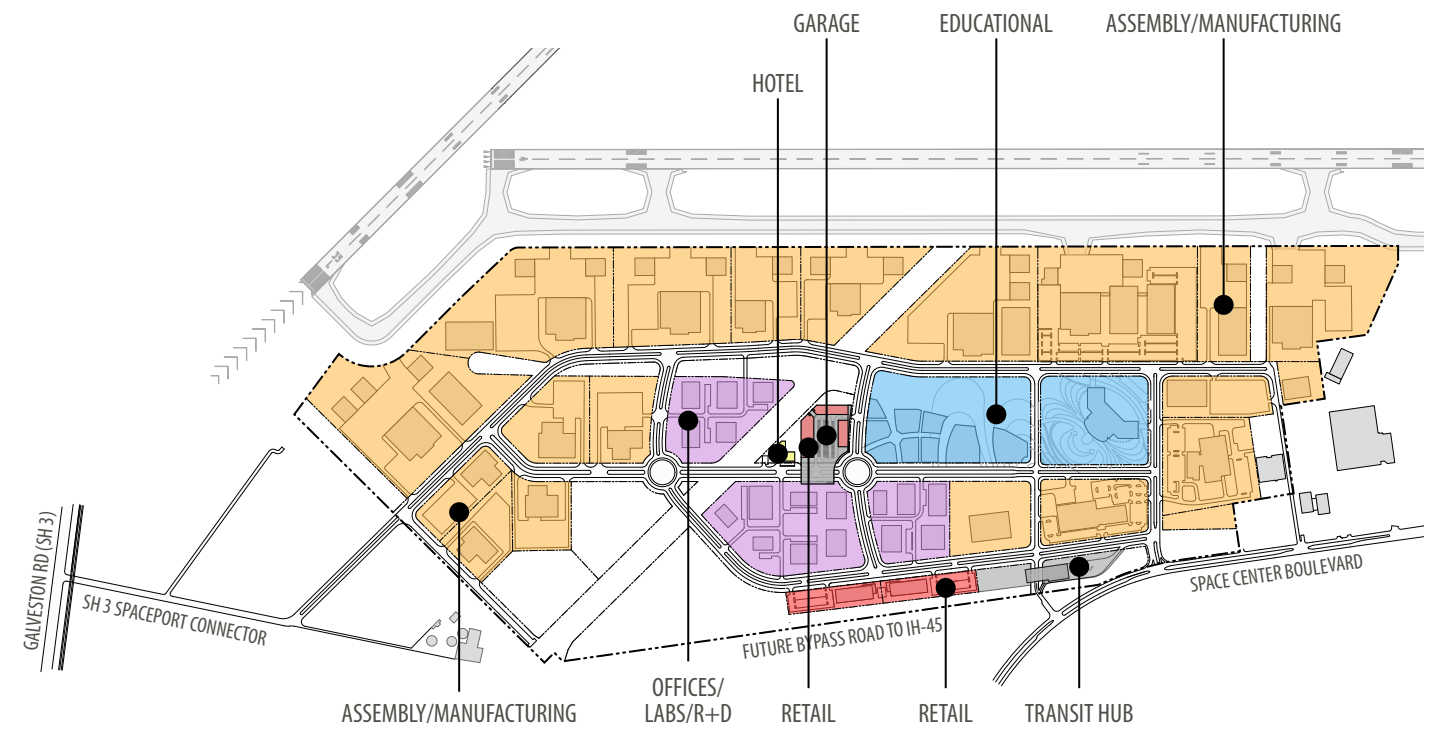 GARAGE
EDUCATIONAL
ASSEMBLY/MANUFACTURING
HOTEL
GALVESTON RD (SH 3)
SH 3 SPACEPORT CONNECTOR
SPACE CENTER BOULEVARD
FUTURE BYPASS ROAD TO IH-45
ASSEMBLY/MANUFACTURING
OFFICES/
LABS/R+D
RETAIL
RETAIL
TRANSIT HUB